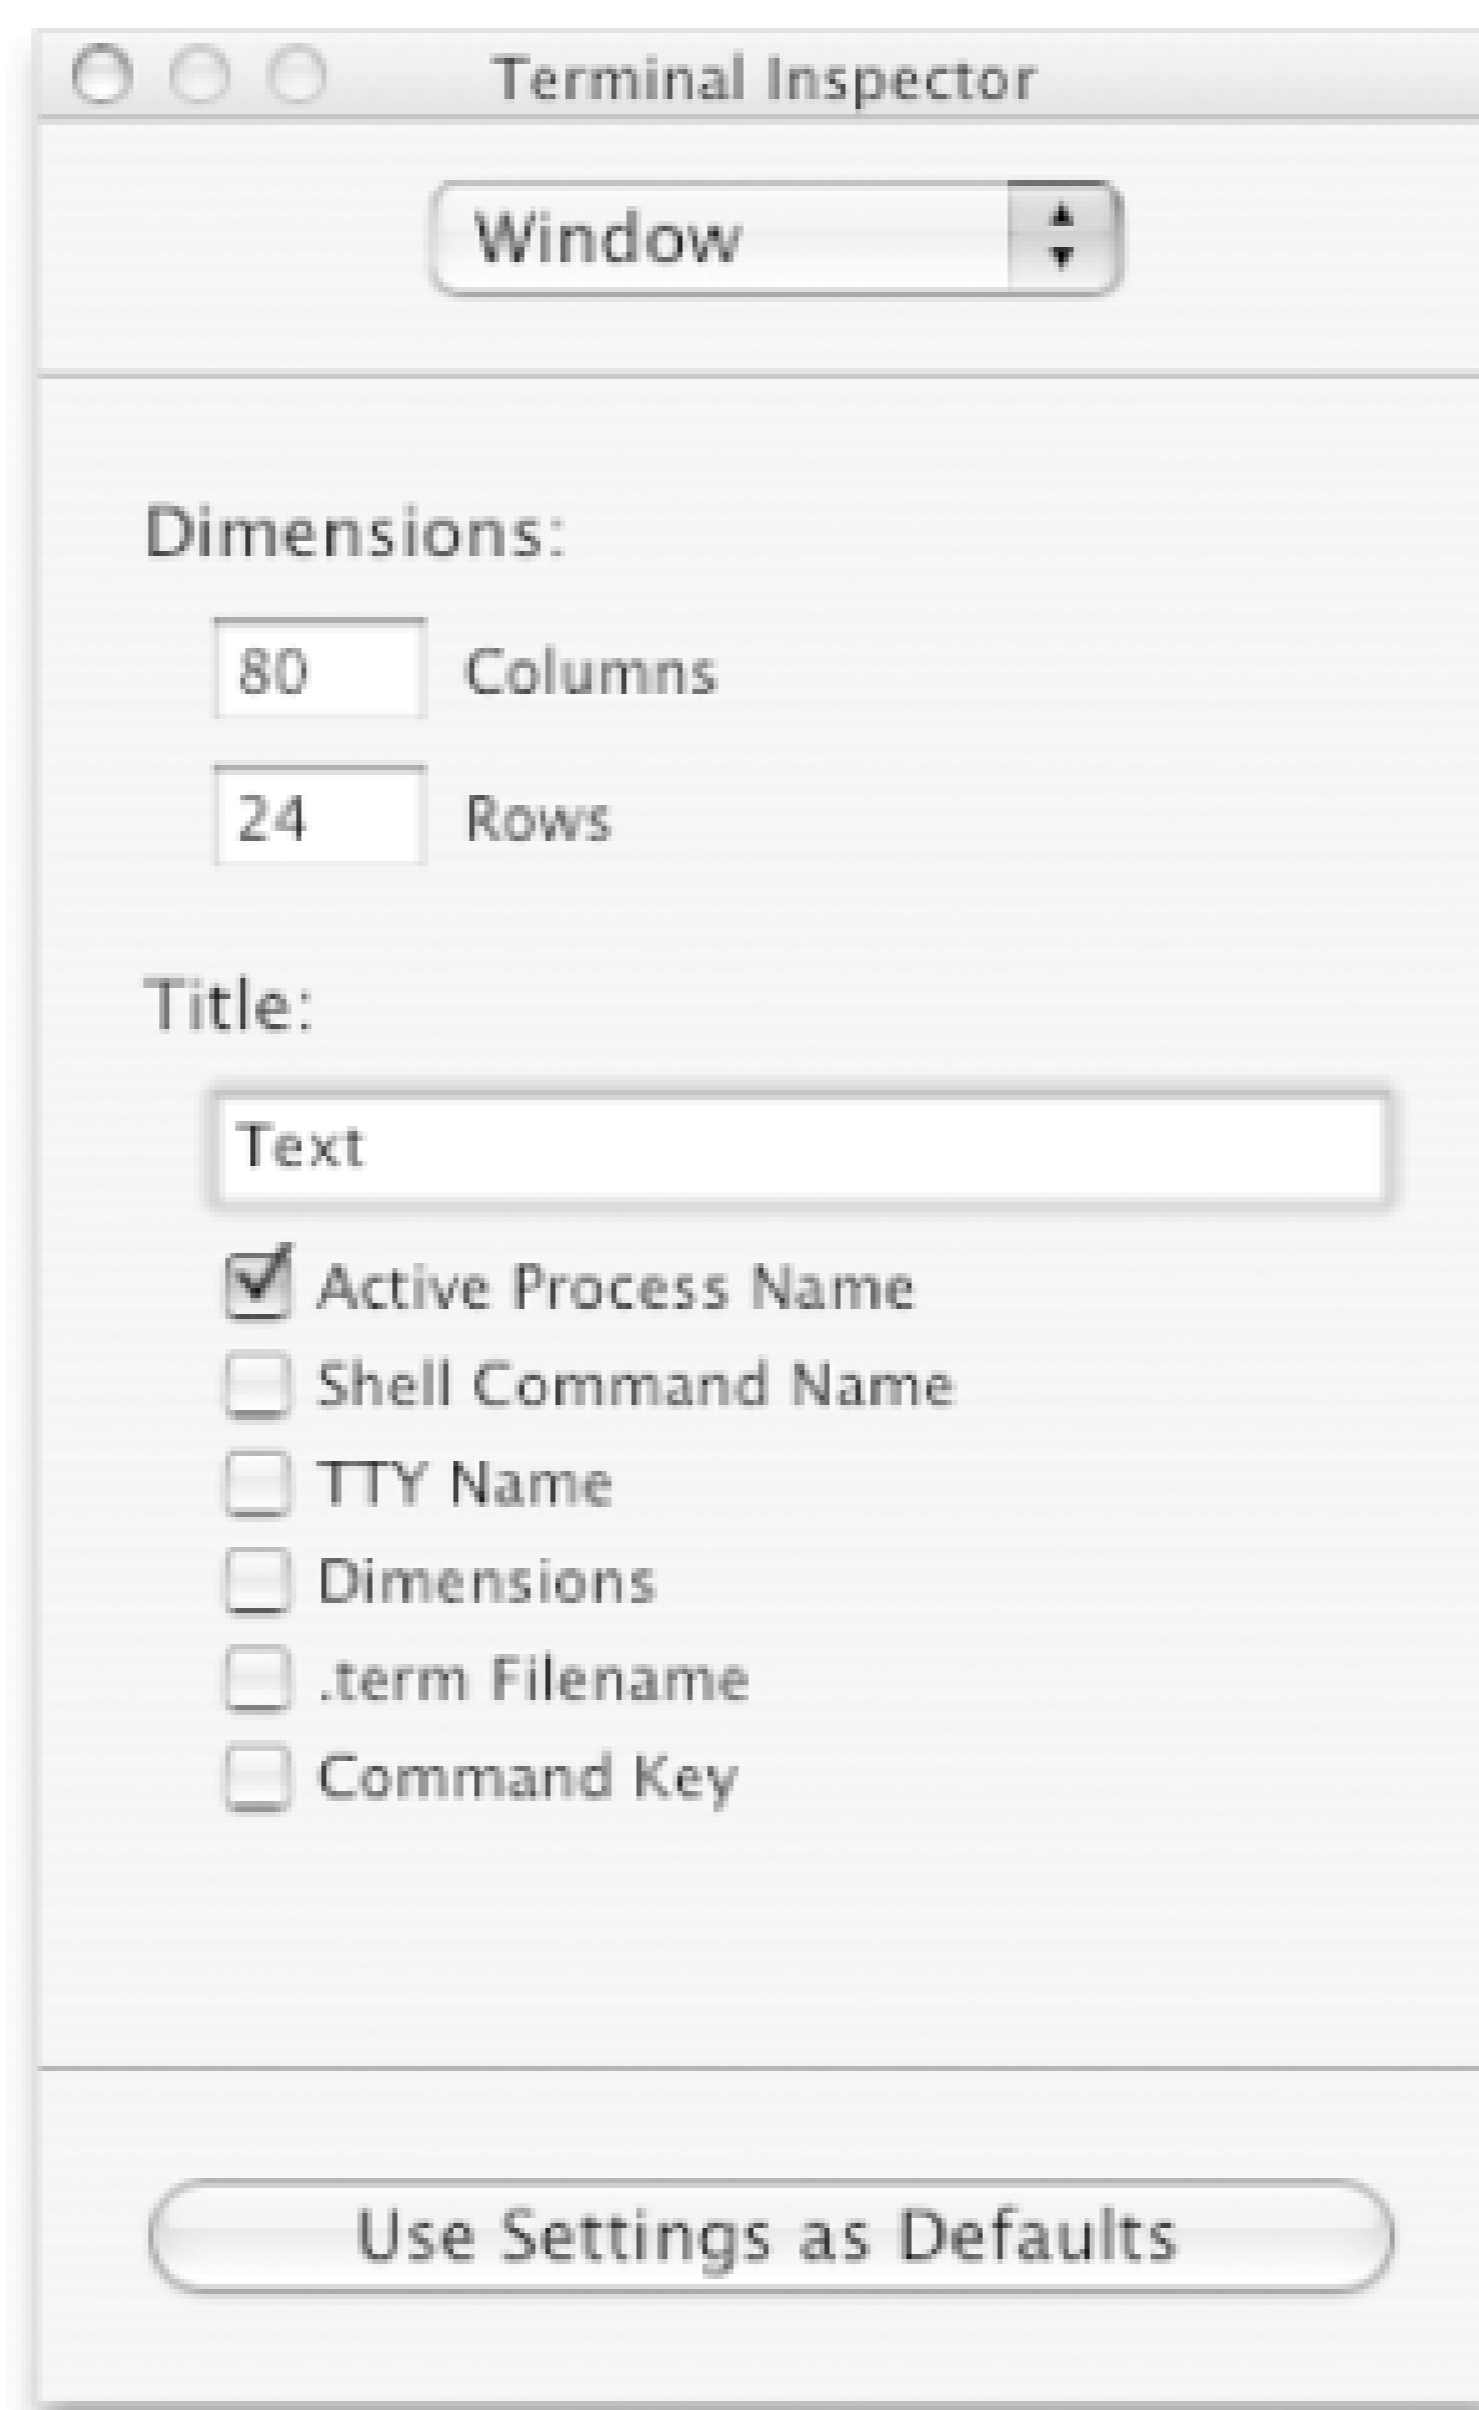 Terminal Inspector
Window
Dimensions:
80 Columns
24 Rows
Title:
Text
Active Process Name
Shell Command Name
TTY Name
Dimensions
.term Filename
Command Key
Use Settings as Defaults